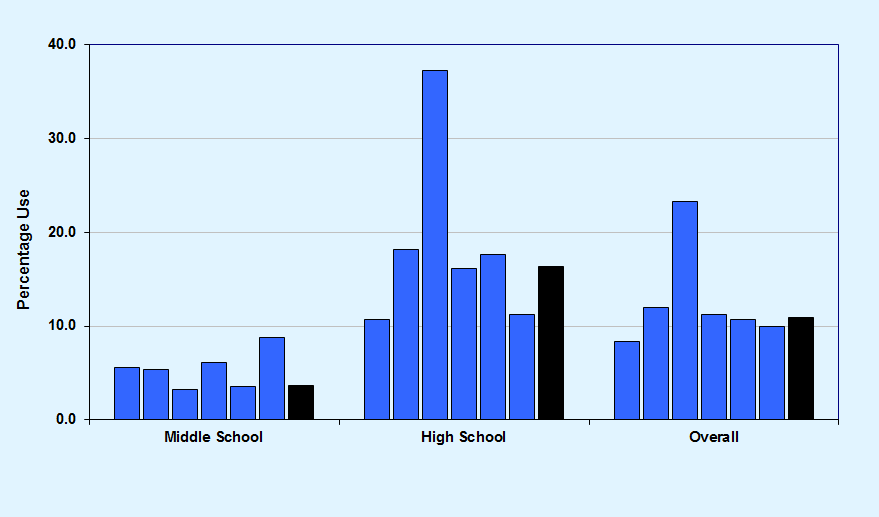 40.0
30.0
20.0
10.0
0.0
Percentage Use
Middle School
High School
Overall